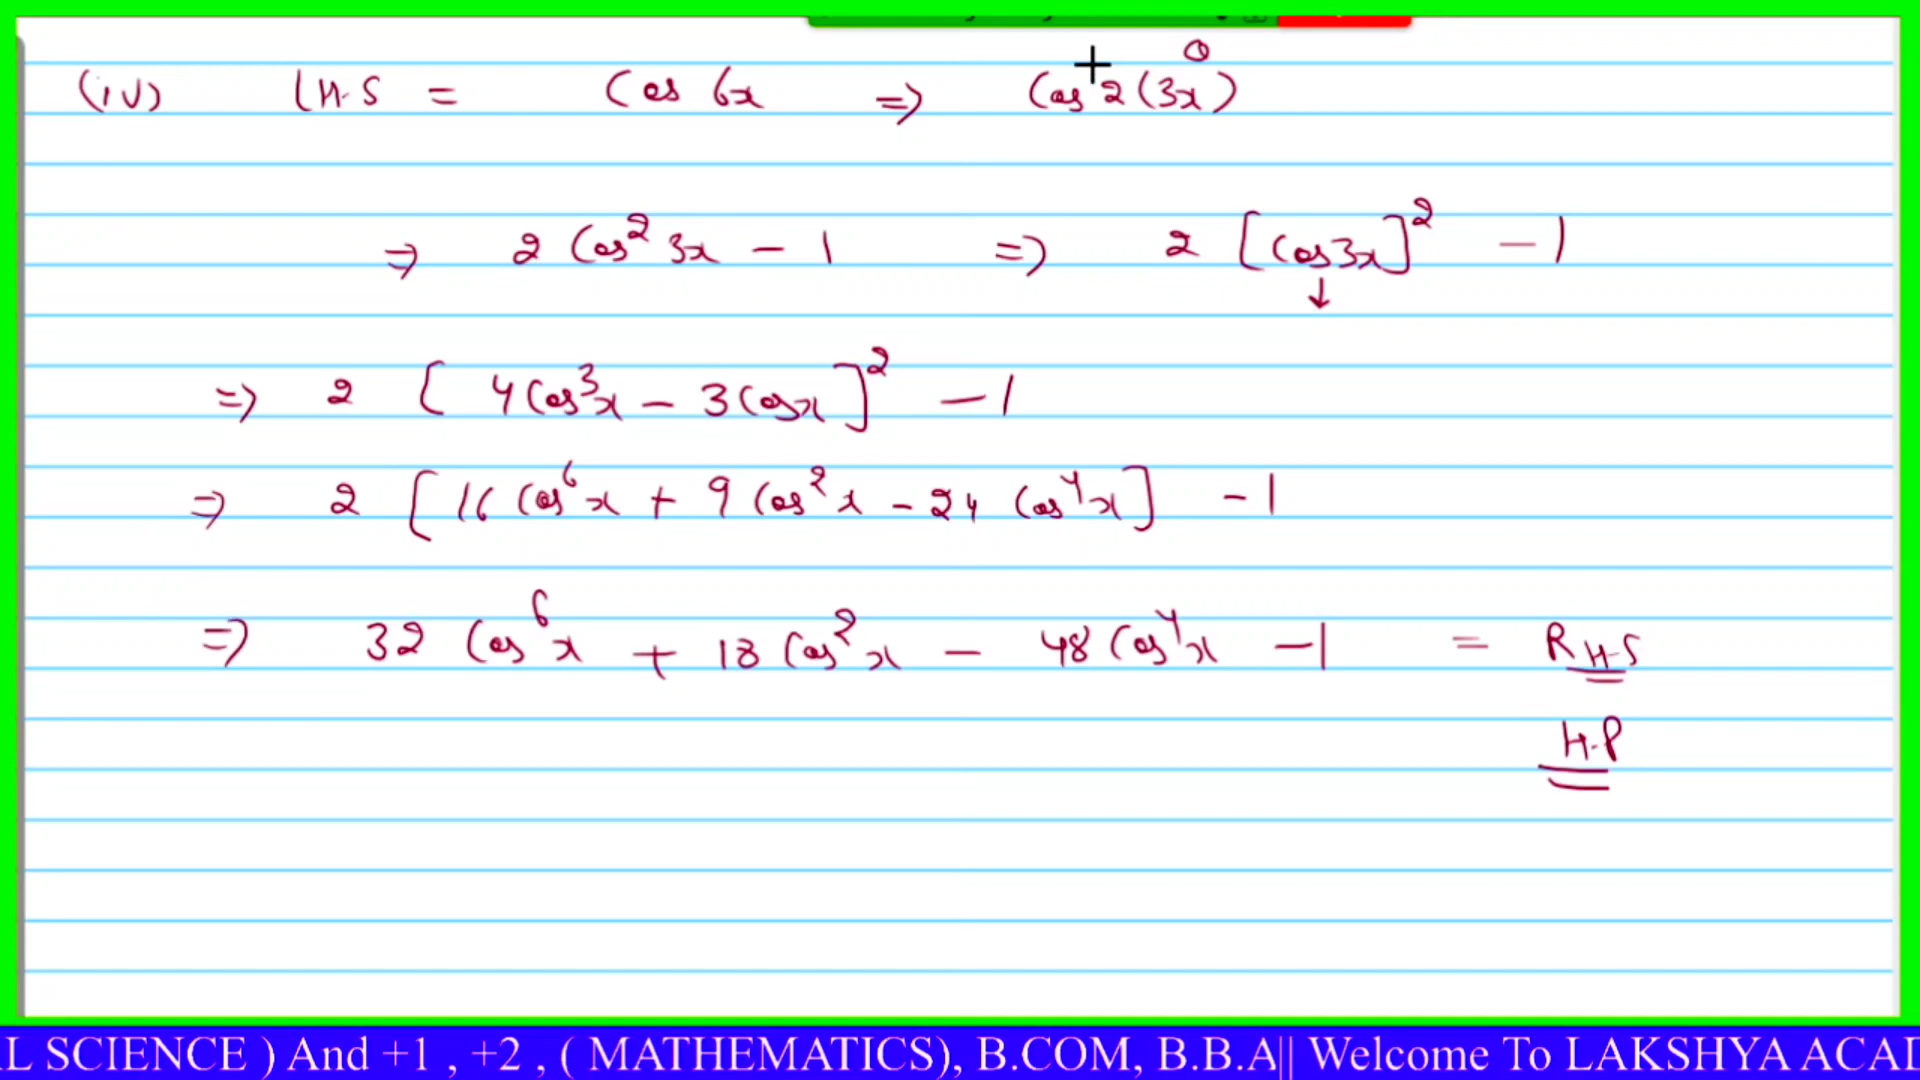 (iv) LH.S = Cos 6x => Cos 2(3x)
=> 2 Cos² 3x - 1 => 2 [Cos3x]² - 1
=> 2 [4Cos³x - 3Cosx]² - 1
=> 2 [16 Cos⁶x + 9 Cos²x - 24 Cos⁴x] - 1
=> 32 Cos⁶x + 18 Cos²x - 48 Cos⁴x - 1 = RH.S
H.P
L SCIENCE ) And +1 , +2 , ( MATHEMATICS), B.COM, B.B.A|| Welcome To LAKSHYA ACAD